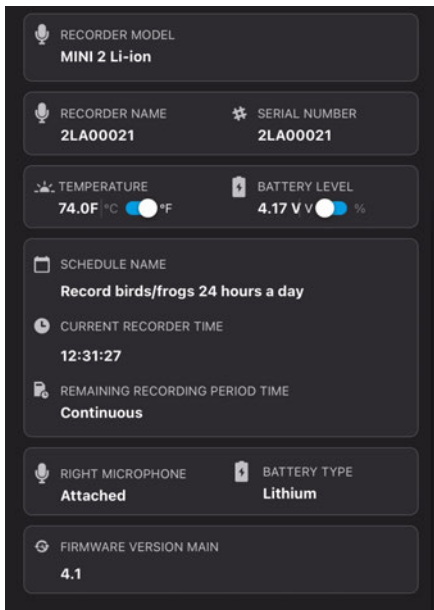 RECORDER MODEL
MINI 2 Li-ion
RECORDER NAME
2LA00021
SERIAL NUMBER
2LA00021
TEMPERATURE
74.0F °C °F
BATTERY LEVEL
4.17 V V %
SCHEDULE NAME
Record birds/frogs 24 hours a day
CURRENT RECORDER TIME
12:31:27
REMAINING RECORDING PERIOD TIME
Continuous
RIGHT MICROPHONE
Attached
BATTERY TYPE
Lithium
FIRMWARE VERSION MAIN
4.1